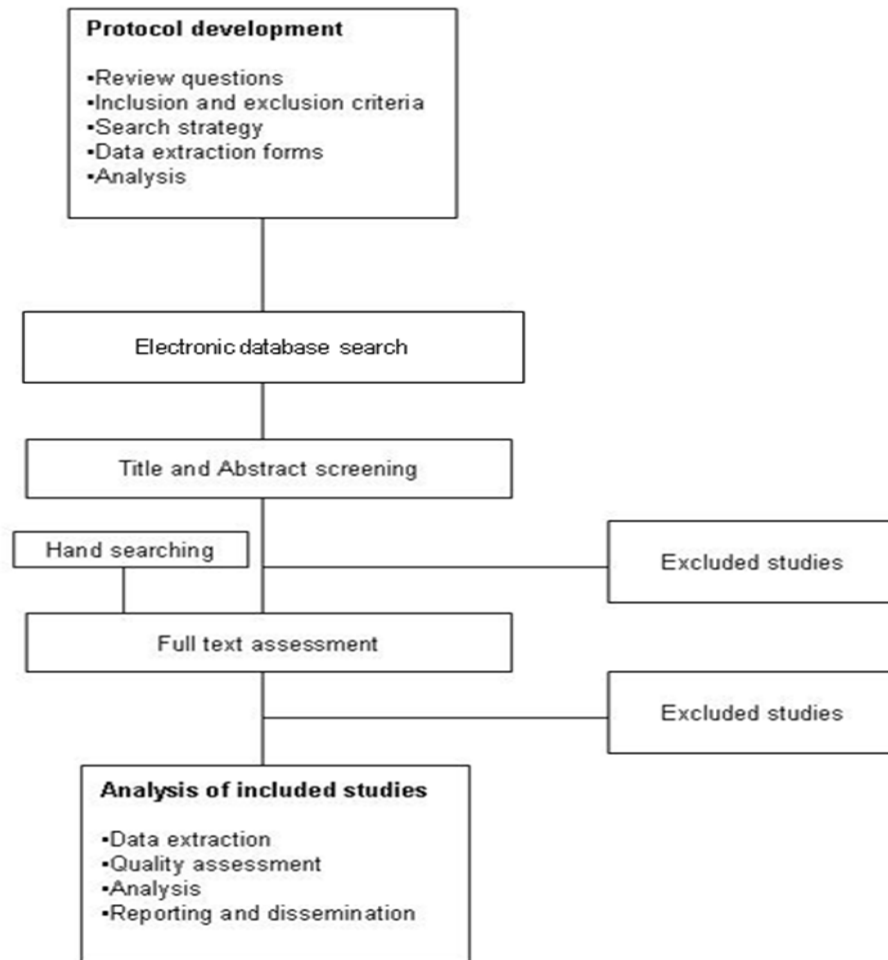 Protocol development
▪Review questions
▪Inclusion and exclusion criteria
▪Search strategy
▪Data extraction forms
▪Analysis
Electronic database search
Title and Abstract screening
Hand searching
Excluded studies
Full text assessment
Excluded studies
Analysis of included studies
▪Data extraction
▪Quality assessment
▪Analysis
▪Reporting and dissemination